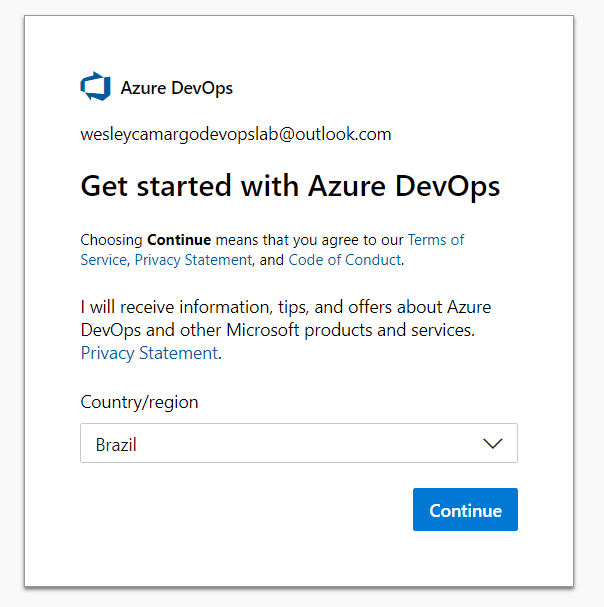 Azure DevOps
wesleycamargodevopslab@outlook.com
Get started with Azure DevOps
Choosing Continue means that you agree to our Terms of
Service, Privacy Statement, and Code of Conduct.
I will receive information, tips, and offers about Azure
DevOps and other Microsoft products and services.
Privacy Statement.
Country/region
Brazil
Continue